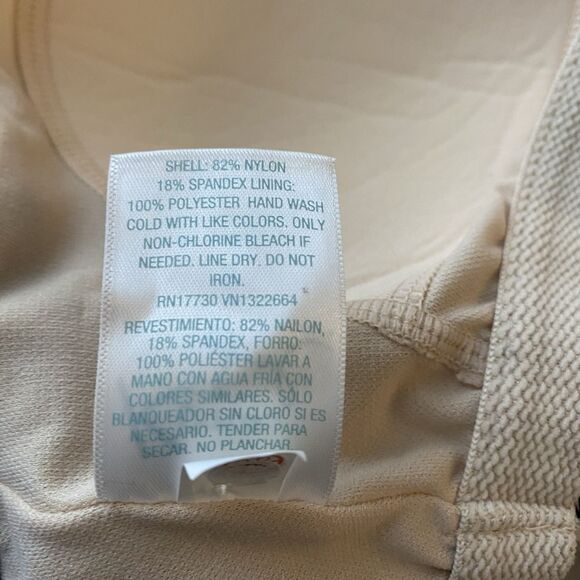 SHELL: 82% NYLON
18% SPANDEX LINING:
100% POLYESTER HAND WASH
COLD WITH LIKE COLORS. ONLY
NON-CHLORINE BLEACH IF
NEEDED. LINE DRY. DO NOT
IRON.
RN17730 VN1322664
REVESTIMIENTO: 82% NAILON,
18% SPANDEX, FORRO:
100% POLIÉSTER LAVAR A
MANO CON AGUA FRÍA CON
COLORES SIMILARES. SÓLO
BLANQUEADOR SIN CLORO SI ES
NECESARIO. TENDER PARA
SECAR. NO PLANCHAR.